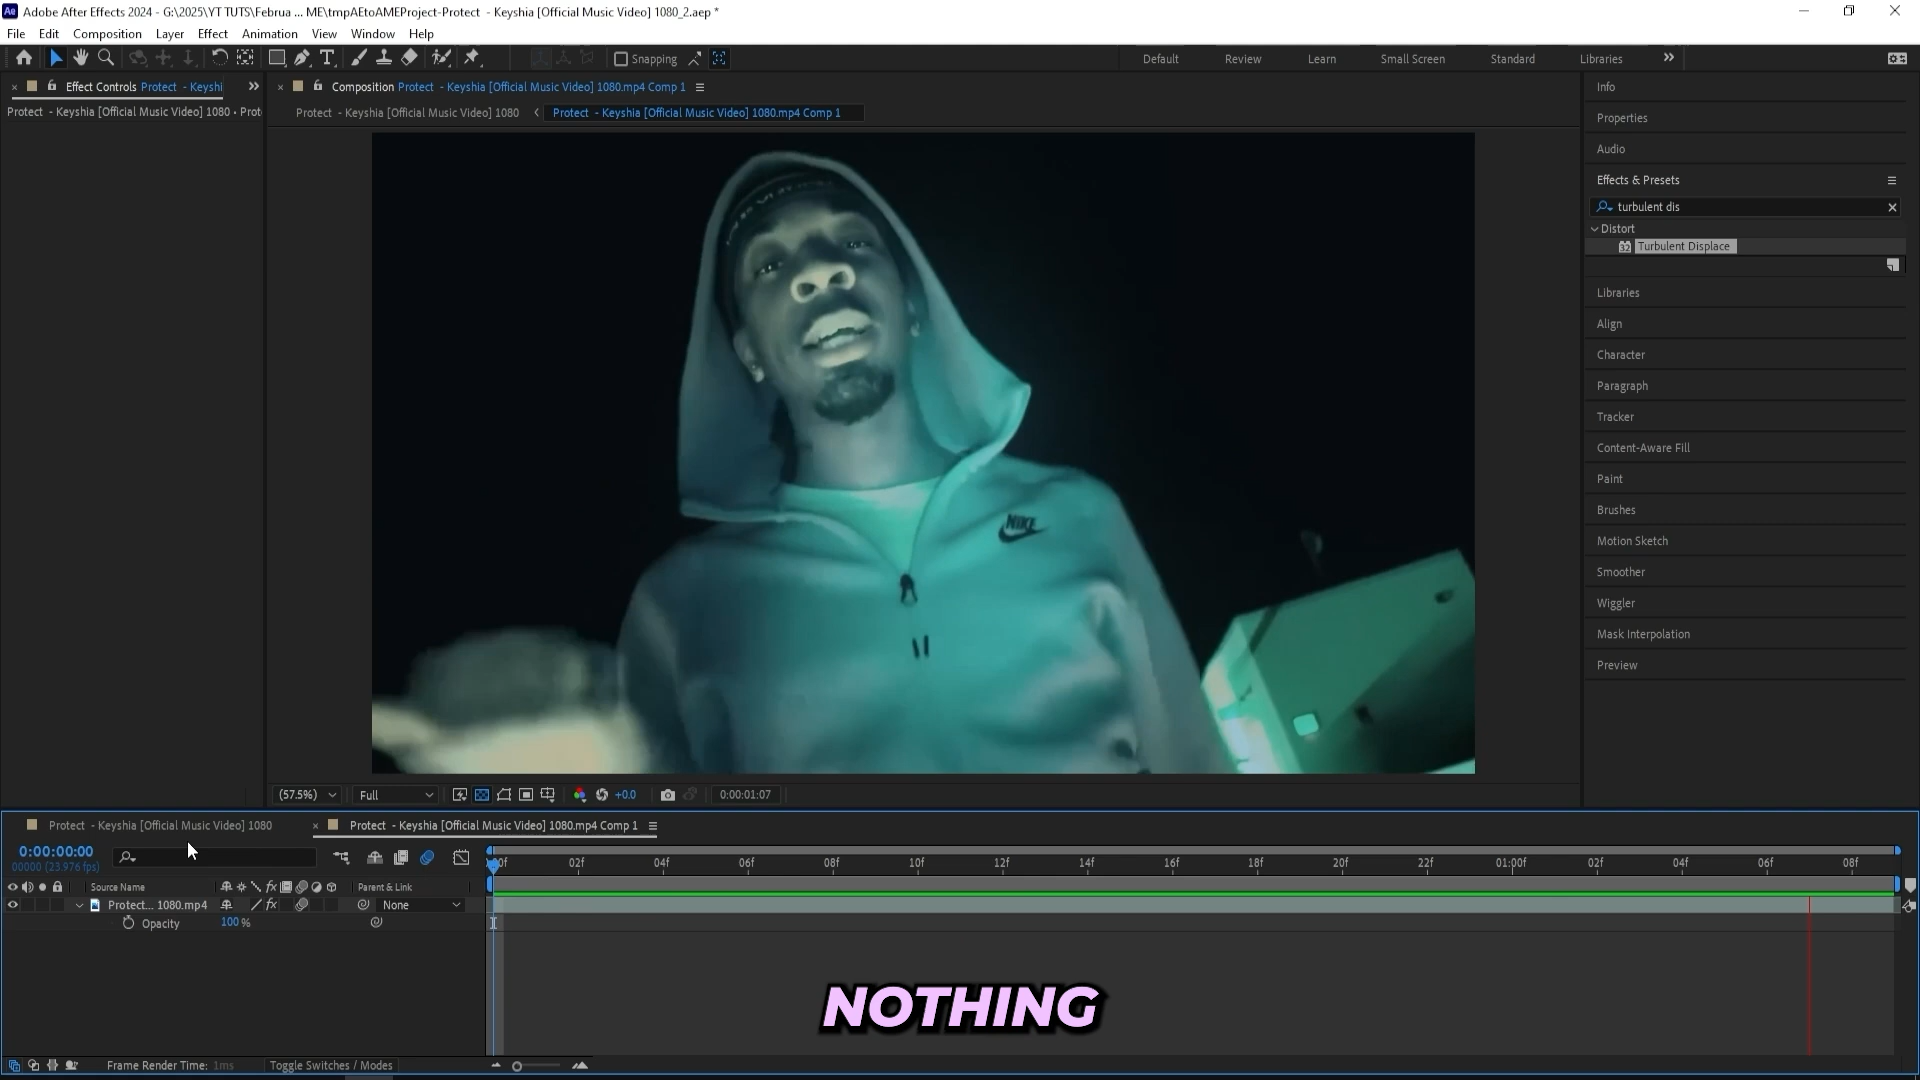 Ae Adobe After Effects 2024 - G:\2025\YT TUTS\Februa ... ME\tmpAEtoAMEProject-Protect - Keyshia [Official Music Video] 1080_2.aep *
File Edit Composition Layer Effect Animation View Window Help
Snapping Default Review Learn Small Screen Standard Libraries
Effect Controls Protect - Keyshi
Composition Protect - Keyshia [Official Music Video] 1080.mp4 Comp 1
Info
Protect - Keyshia [Official Music Video] 1080 • Prot
Protect - Keyshia [Official Music Video] 1080 Protect - Keyshia [Official Music Video] 1080.mp4 Comp 1
Properties
Audio
Effects & Presets
turbulent dis
Distort
32 Turbulent Displace
Libraries
Align
Character
Paragraph
Tracker
Content-Aware Fill
Paint
Brushes
Motion Sketch
Smoother
Wiggler
Mask Interpolation
Preview
NIKE
(57.5%) Full +0.0 0:00:01:07
Protect - Keyshia [Official Music Video] 1080 Protect - Keyshia [Official Music Video] 1080.mp4 Comp 1
0:00:00:00
00000 (23.976 fps)
00f 02f 04f 06f 08f 10f 12f 14f 16f 18f 20f 22f 01:00f 02f 04f 06f 08f
Source Name fx Parent & Link
Protect... 1080.mp4 fx None
Opacity 100 %
NOTHING
Frame Render Time: 1ms Toggle Switches / Modes